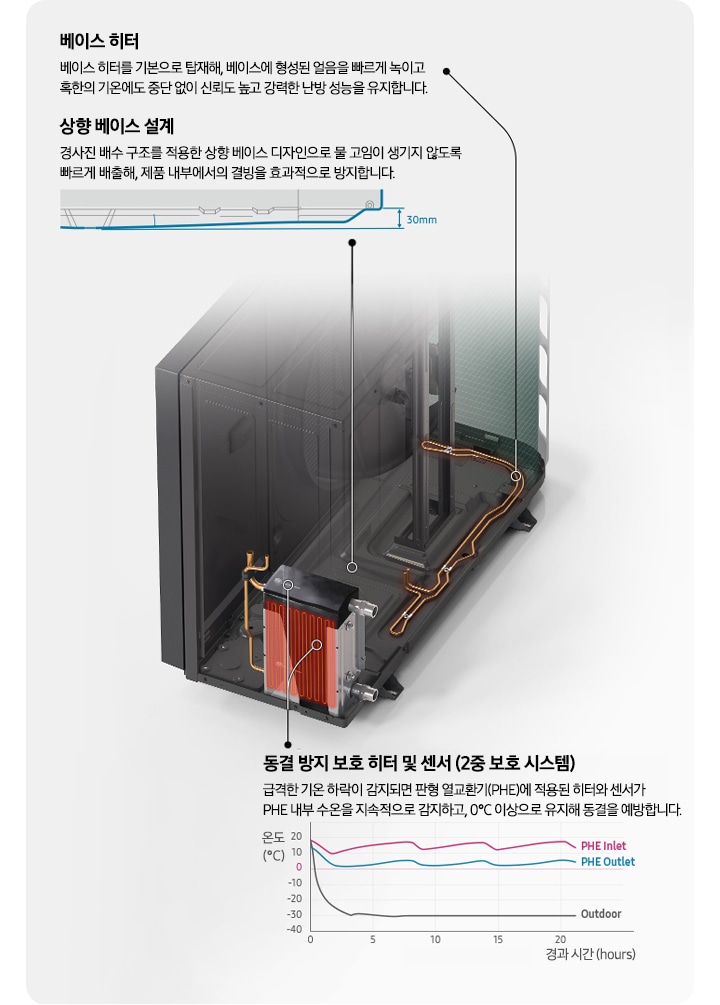 베이스 히터
베이스 히터를 기본으로 탑재해, 베이스에 형성된 얼음을 빠르게 녹이고
혹한의 기온에도 중단 없이 신뢰도 높고 강력한 난방 성능을 유지합니다.
상향 베이스 설계
경사진 배수 구조를 적용한 상향 베이스 디자인으로 물 고임이 생기지 않도록
빠르게 배출해, 제품 내부에서의 결빙을 효과적으로 방지합니다.
30mm
동결 방지 보호 히터 및 센서 (2중 보호 시스템)
급격한 기온 하락이 감지되면 판형 열교환기(PHE)에 적용된 히터와 센서가
PHE 내부 수온을 지속적으로 감지하고, 0℃ 이상으로 유지해 동결을 예방합니다.
온도
(°C)
20
10
0
-10
-20
-30
-40
PHE Inlet
PHE Outlet
Outdoor
0 5 10 15 20
경과 시간 (hours)